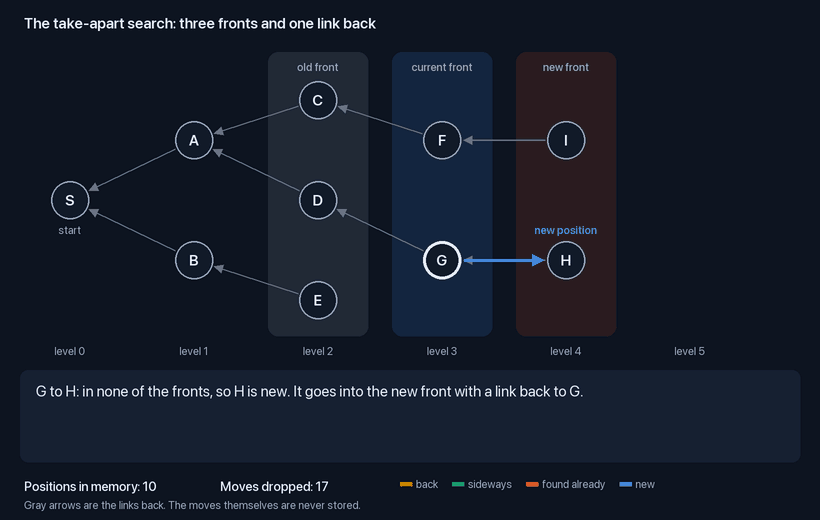 The take-apart search: three fronts and one link back
old front
current front
new front
C
A
F
I
S
D
start
new position
B
G
H
E
level 0
level 1
level 2
level 3
level 4
level 5
G to H: in none of the fronts, so H is new. It goes into the new front with a link back to G.
Positions in memory: 10
Moves dropped: 17
back
sideways
found already
new
Gray arrows are the links back. The moves themselves are never stored.